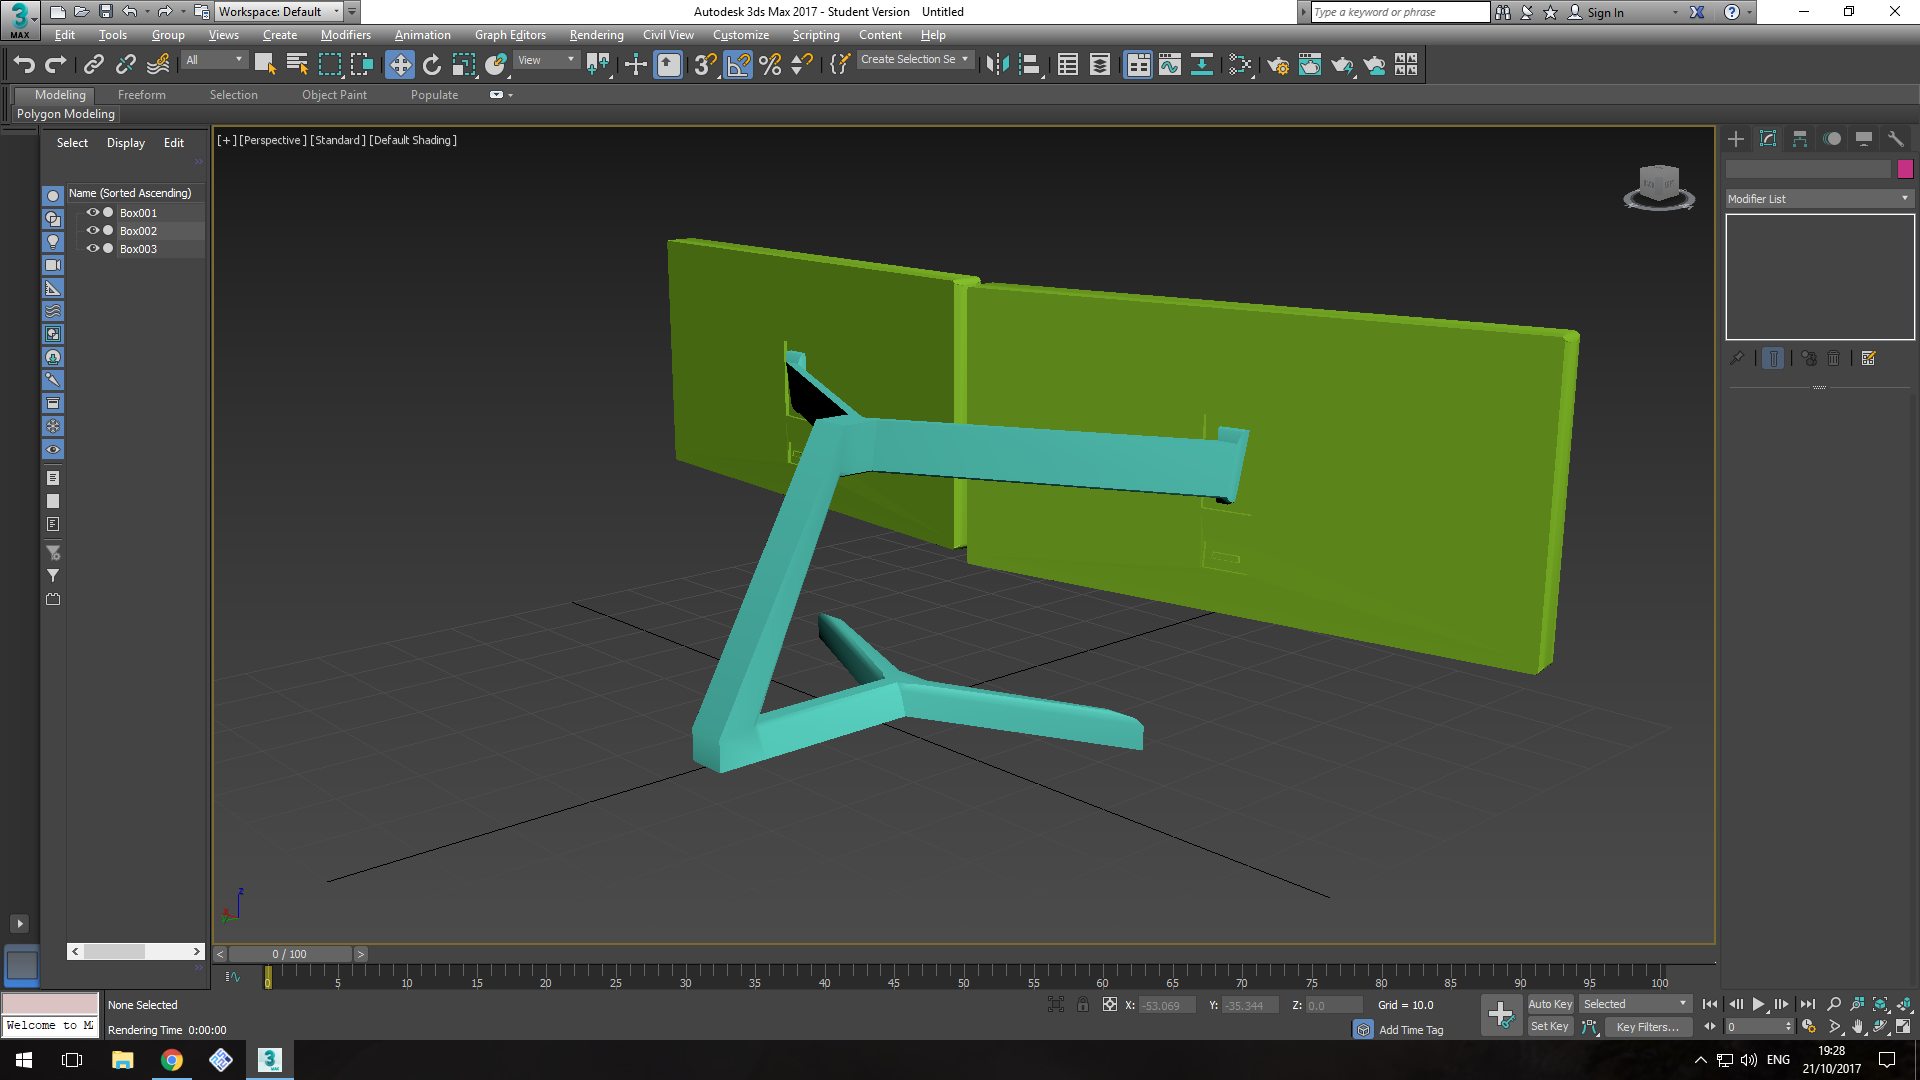 Workspace: Default
Autodesk 3ds Max 2017 - Student Version    Untitled
Type a keyword or phrase
Sign In
MAX
Edit Tools Group Views Create Modifiers Animation Graph Editors Rendering Civil View Customize Scripting Content Help
All
View
Create Selection Se
Modeling Freeform Selection Object Paint Populate
Polygon Modeling
Select Display Edit
Name (Sorted Ascending)
Box001
Box002
Box003
[+] [Perspective] [Standard] [Default Shading]
Modifier List
z
0 / 100
0 5 10 15 20 25 30 35 40 45 50 55 60 65 70 75 80 85 90 95 100
None Selected
X: -53.069 Y: -35.344 Z: 0.0 Grid = 10.0
Auto Key Selected
Welcome to M
Rendering Time 0:00:00
Add Time Tag
Set Key Key Filters...
0
ENG
19:28
21/10/2017